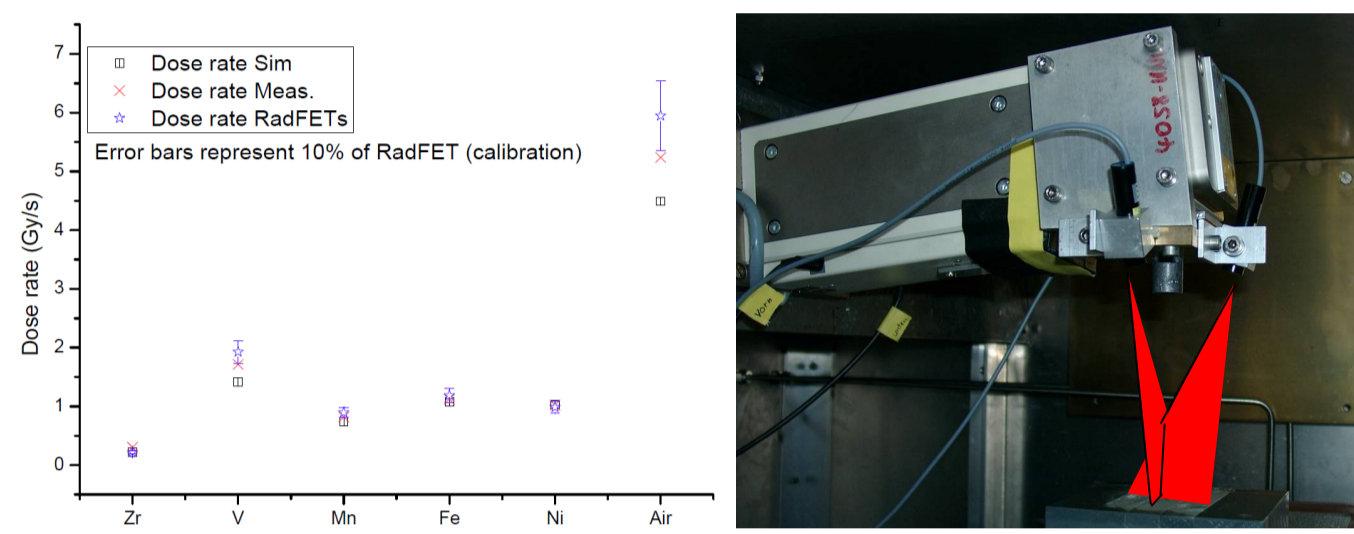 7
6
5
4
3
2
1
0
Dose rate (Gy/s)
Dose rate Sim
Dose rate Meas.
Dose rate RadFETs
Error bars represent 10% of RadFET (calibration)
Zr V Mn Fe Ni Air
Vorn